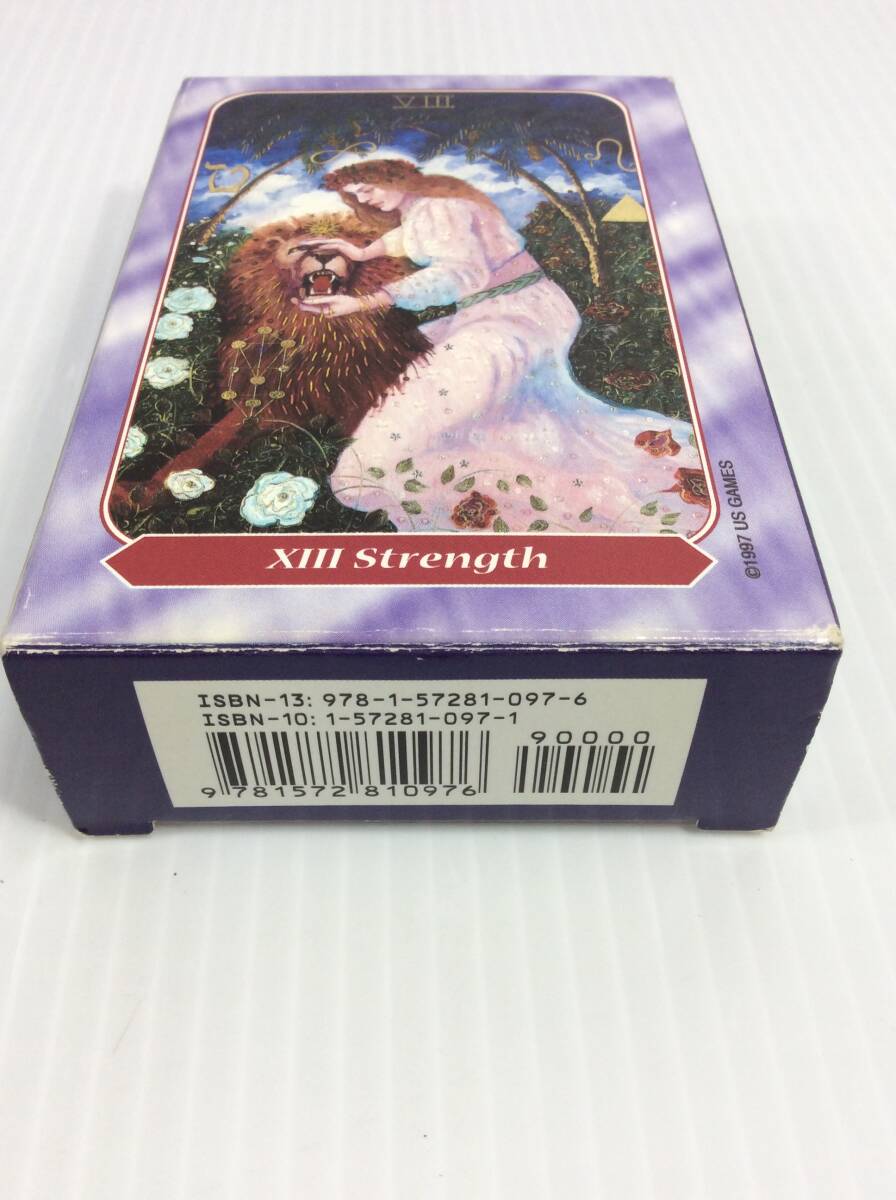 VIII
XIII Strength
©1997 US GAMES
ISBN-13: 978-1-57281-097-6
ISBN-10: 1-57281-097-1
90000
9 781572 810976